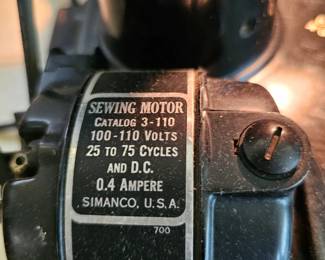 SEWING MOTOR
CATALOG 3-110
100-110 VOLTS
25 TO 75 CYCLES
AND D.C.
0.4 AMPERE
SIMANCO, U.S.A.
700